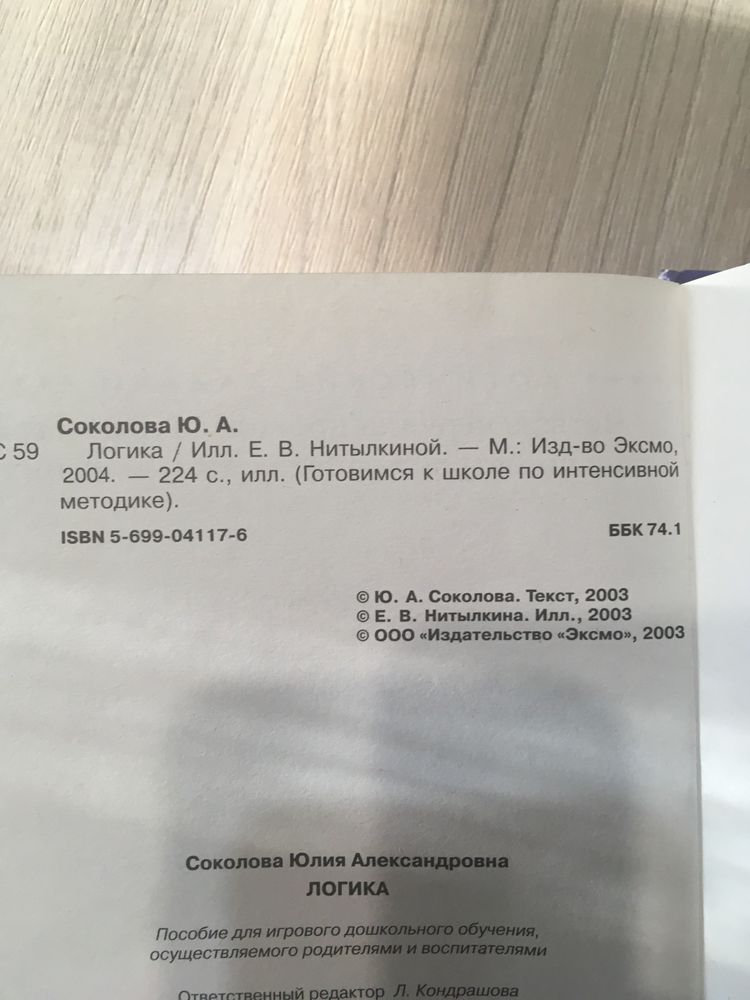 Соколова Ю. А.
С 59 Логика / Илл. Е. В. Нитылкиной. — М.: Изд-во Эксмо,
2004. — 224 с., илл. (Готовимся к школе по интенсивной
методике).
ISBN 5-699-04117-6 ББК 74.1
© Ю. А. Соколова. Текст, 2003
© Е. В. Нитылкина. Илл., 2003
© ООО «Издательство «Эксмо», 2003
Соколова Юлия Александровна
ЛОГИКА
Пособие для игрового дошкольного обучения,
осуществляемого родителями и воспитателями
Ответственный редактор Л. Кондрашова